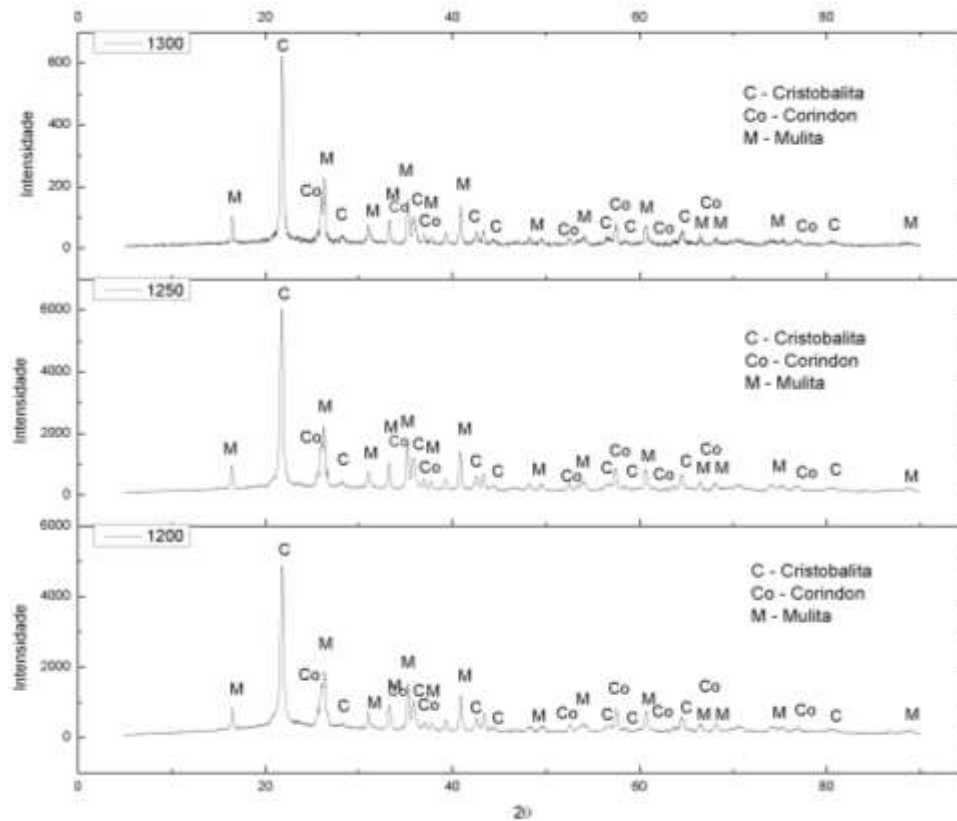 0 20 40 60 80
1300
C
600
C - Cristobalita
Co - Corindon
M - Mulita
400
Intensidade
200
M Co M C M M Co M C M Co M C C M Co M Co C M Co C Co M M M C M Co C M
0
1250
C
6000
C - Cristobalita
Co - Corindon
M - Mulita
4000
Intensidade
2000
M Co M C M M Co M C M Co M C C M Co M C Co C M Co C Co M M M Co C M
0
6000
1200
C
C - Cristobalita
Co - Corindon
M - Mulita
4000
Intensidade
2000
M Co M C M M Co M C M Co M C C M Co M C Co C M Co C Co M M M Co C M
0
0 20 40 60 80
2θ